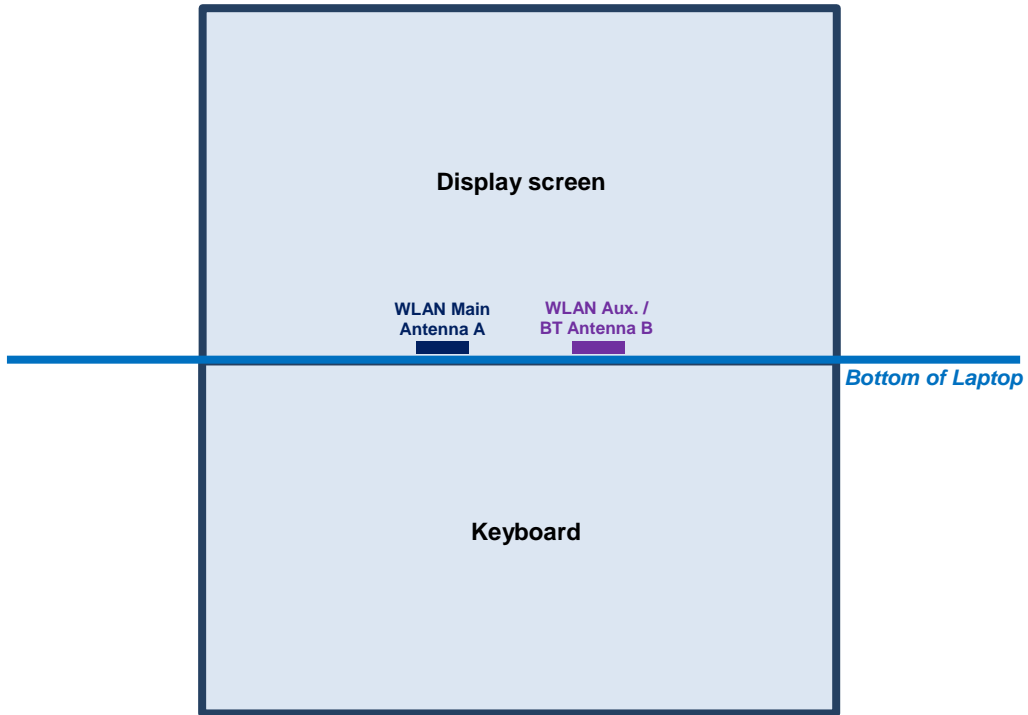 Display screen
WLAN Main
Antenna A
WLAN Aux. /
BT Antenna B
Bottom of Laptop
Keyboard